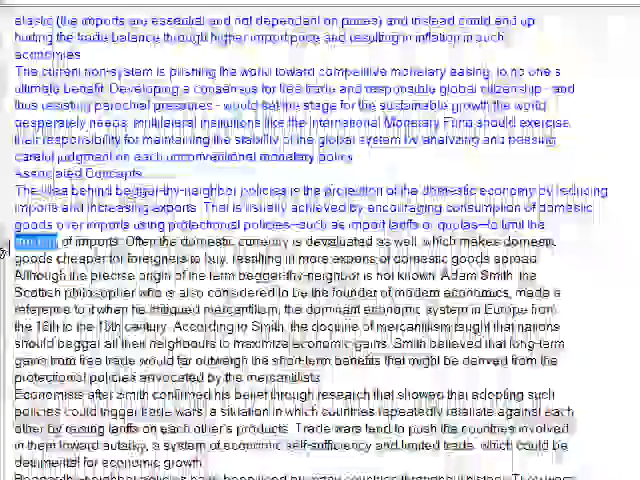 elastic (the imports are essential and not dependent on prices) and instead could end up
hurting the trade balance through higher import price and resulting in inflation in such
economies
The current non-system is pushing the world toward competitive monetary easing, to no one's
ultimate benefit. Developing a consensus for free trade and responsible global citizenship - and
thus resisting parochial pressures - would set the stage for the sustainable growth the world
desperately needs. Multilateral institutions like the International Monetary Fund should exercise
their responsibility for maintaining the stability of the global system by analyzing and passing
careful judgment on each unconventional monetary policy
Associated Concepts
The idea behind beggar-thy-neighbor policies is the protection of the domestic economy by reducing
imports and increasing exports. That is usually achieved by encouraging consumption of domestic
goods over imports using protectionist policies--such as import tariffs or quotas--to limit the
of imports. Often the domestic currency is devaluated as well, which makes domestic
goods cheaper for foreigners to buy, resulting in more exports of domestic goods abroad.
Although the precise origin of the term beggar-thy-neighbor is not known, Adam Smith, the
Scottish philosopher who is also considered to be the founder of modern economics, made a
reference to it when he critiqued mercantilism, the dominant economic system in Europe from
the 16th to the 18th century. According to Smith, the doctrine of mercantilism taught that nations
should beggar all their neighbours to maximize economic gains. Smith believed that long-term
gains from free trade would far outweigh the short-term benefits that might be derived from the
protectionist policies advocated by the mercantilists.
Economists after Smith confirmed his belief through research that showed that adopting such
policies could trigger trade wars, a situation in which countries repeatedly retaliate against each
other by raising tariffs on each other's products. Trade wars tend to push the countries involved
in them toward autarky, a system of economic self-sufficiency and limited trade, which could be
detrimental for economic growth.